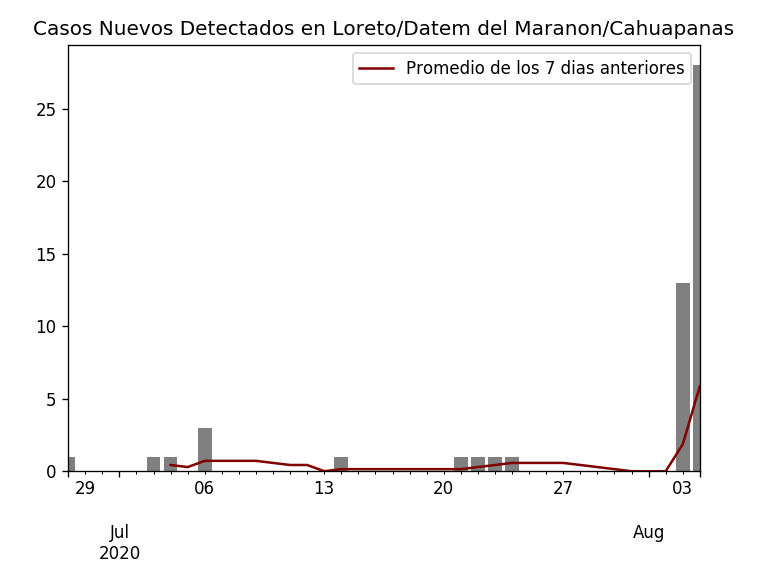 Casos Nuevos Detectados en Loreto/Datem del Maranon/Cahuapanas
Promedio de los 7 dias anteriores
25
20
15
10
5
0
29 06 13 20 27 03
Jul Aug
2020